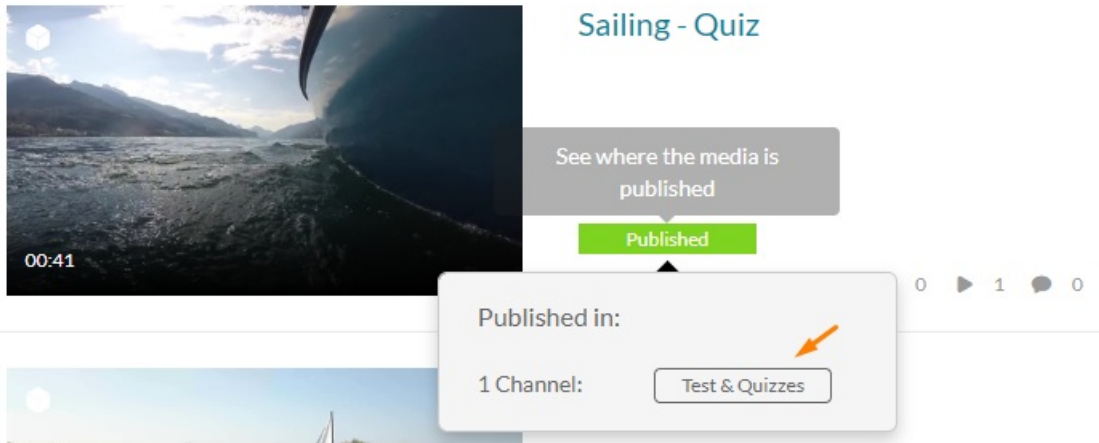 Sailing - Quiz
See where the media is
published
Published
00:41
0 1 0
Published in:
1 Channel: Test & Quizzes